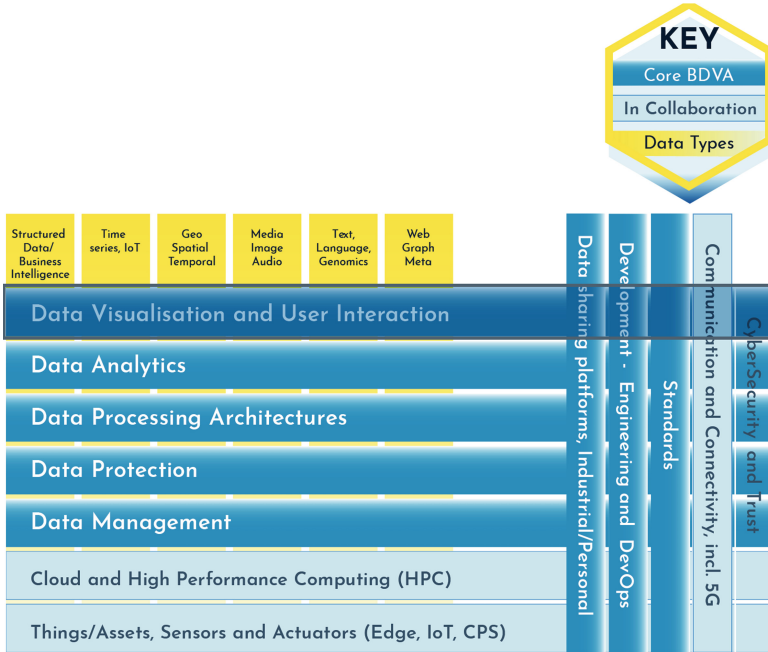 KEY
Core BDVA
In Collaboration
Data Types
Structured
Data/
Business
Intelligence
Time
series, IoT
Geo
Spatial
Temporal
Media
Image
Audio
Text,
Language,
Genomics
Web
Graph
Meta
Data Visualisation and User Interaction
Data Analytics
Data Processing Architectures
Data Protection
Data Management
Cloud and High Performance Computing (HPC)
Things/Assets, Sensors and Actuators (Edge, IoT, CPS)
Data sharing platforms, Industrial/Personal
Development - Engineering and DevOps
Standards
Communication and Connectivity, incl. 5G
CyberSecurity and Trust